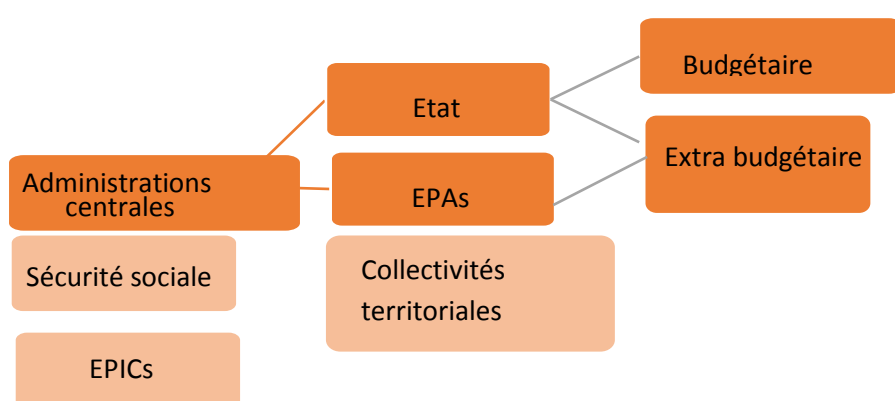 Budgétaire
Etat
Extra budgétaire
Administrations
centrales
EPAs
Sécurité sociale
Collectivités
territoriales
EPICs